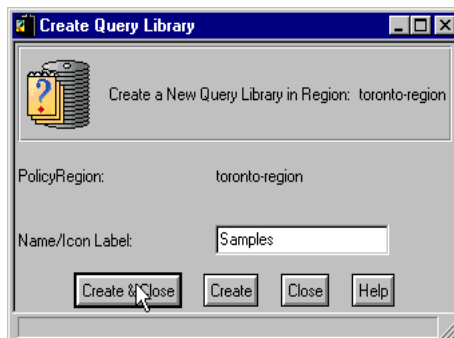 Create Query Library
Create a New Query Library in Region: toronto-region
PolicyRegion: toronto-region
Name/Icon Label: Samples
Create & Close Create Close Help